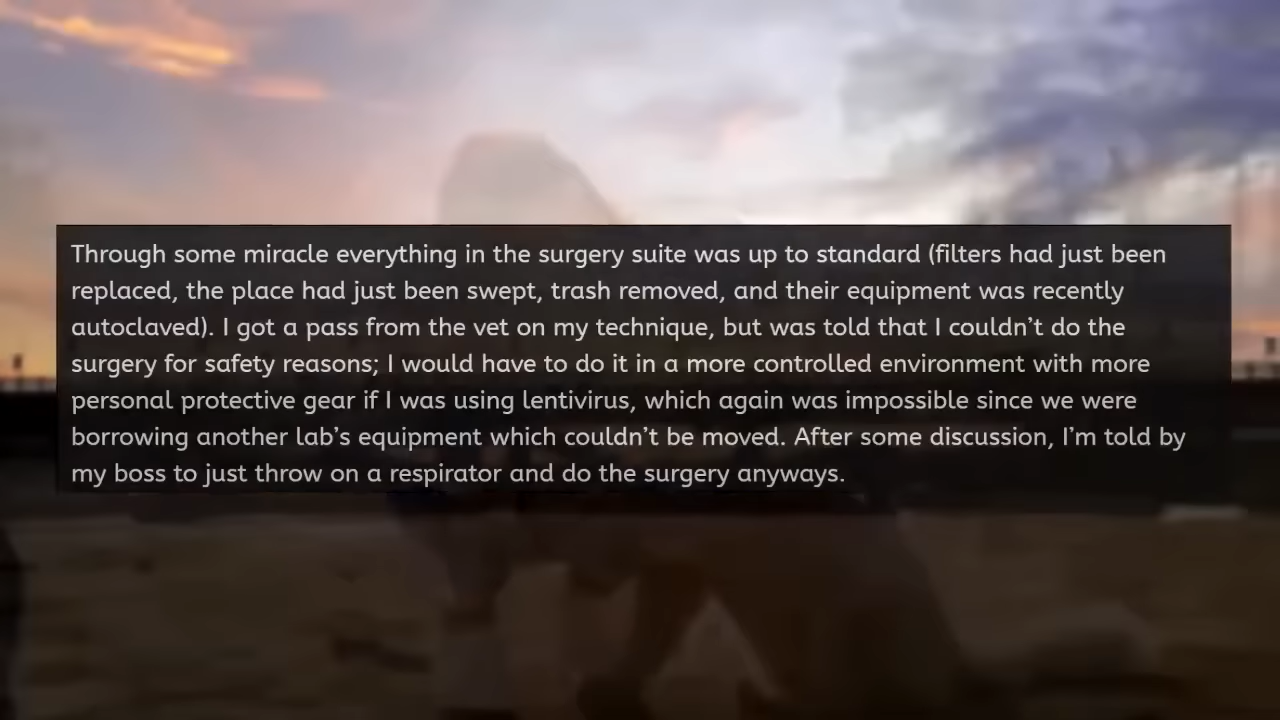 Through some miracle everything in the surgery suite was up to standard (filters had just been
replaced, the place had just been swept, trash removed, and their equipment was recently
autoclaved). I got a pass from the vet on my technique, but was told that I couldn’t do the
surgery for safety reasons; I would have to do it in a more controlled environment with more
personal protective gear if I was using lentivirus, which again was impossible since we were
borrowing another lab’s equipment which couldn’t be moved. After some discussion, I’m told by
my boss to just throw on a respirator and do the surgery anyways.